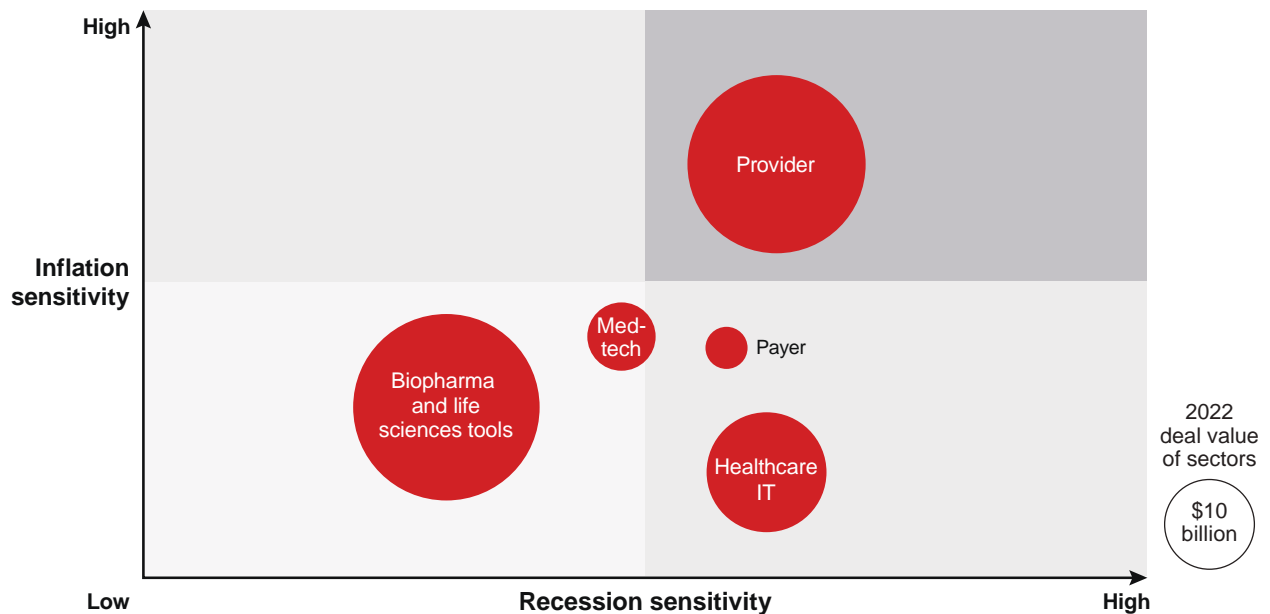 High
Provider
Inflation
sensitivity
Med-
tech
Payer
Biopharma
and life
sciences tools
Healthcare
IT
2022
deal value
of sectors
$10
billion
Low
Recession sensitivity
High